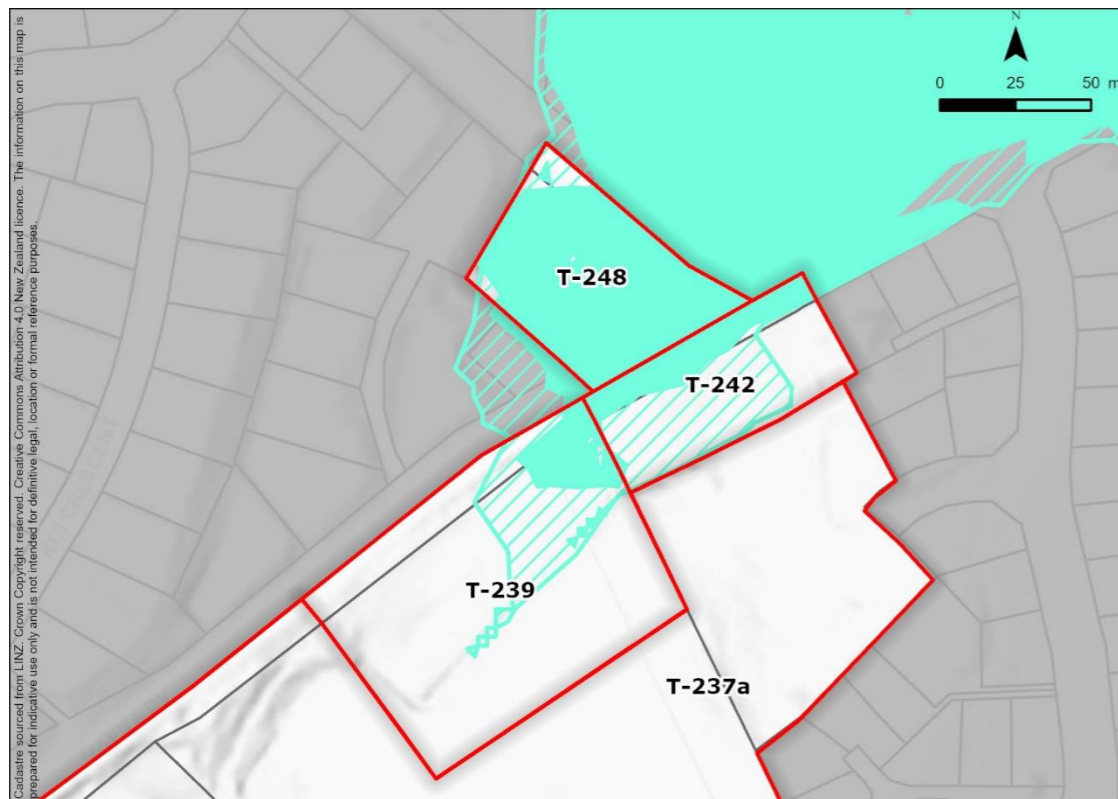 Cadastre sourced from LINZ. Crown Copyright reserved. Creative Commons Attribution 4.0 New Zealand licence. The information on this map is
prepared for indicative use only and is not intended for definitive legal, location or formal reference purposes.
N
0 25 50 m
T-248
T-242
CRESCENT
T-239
T-237a